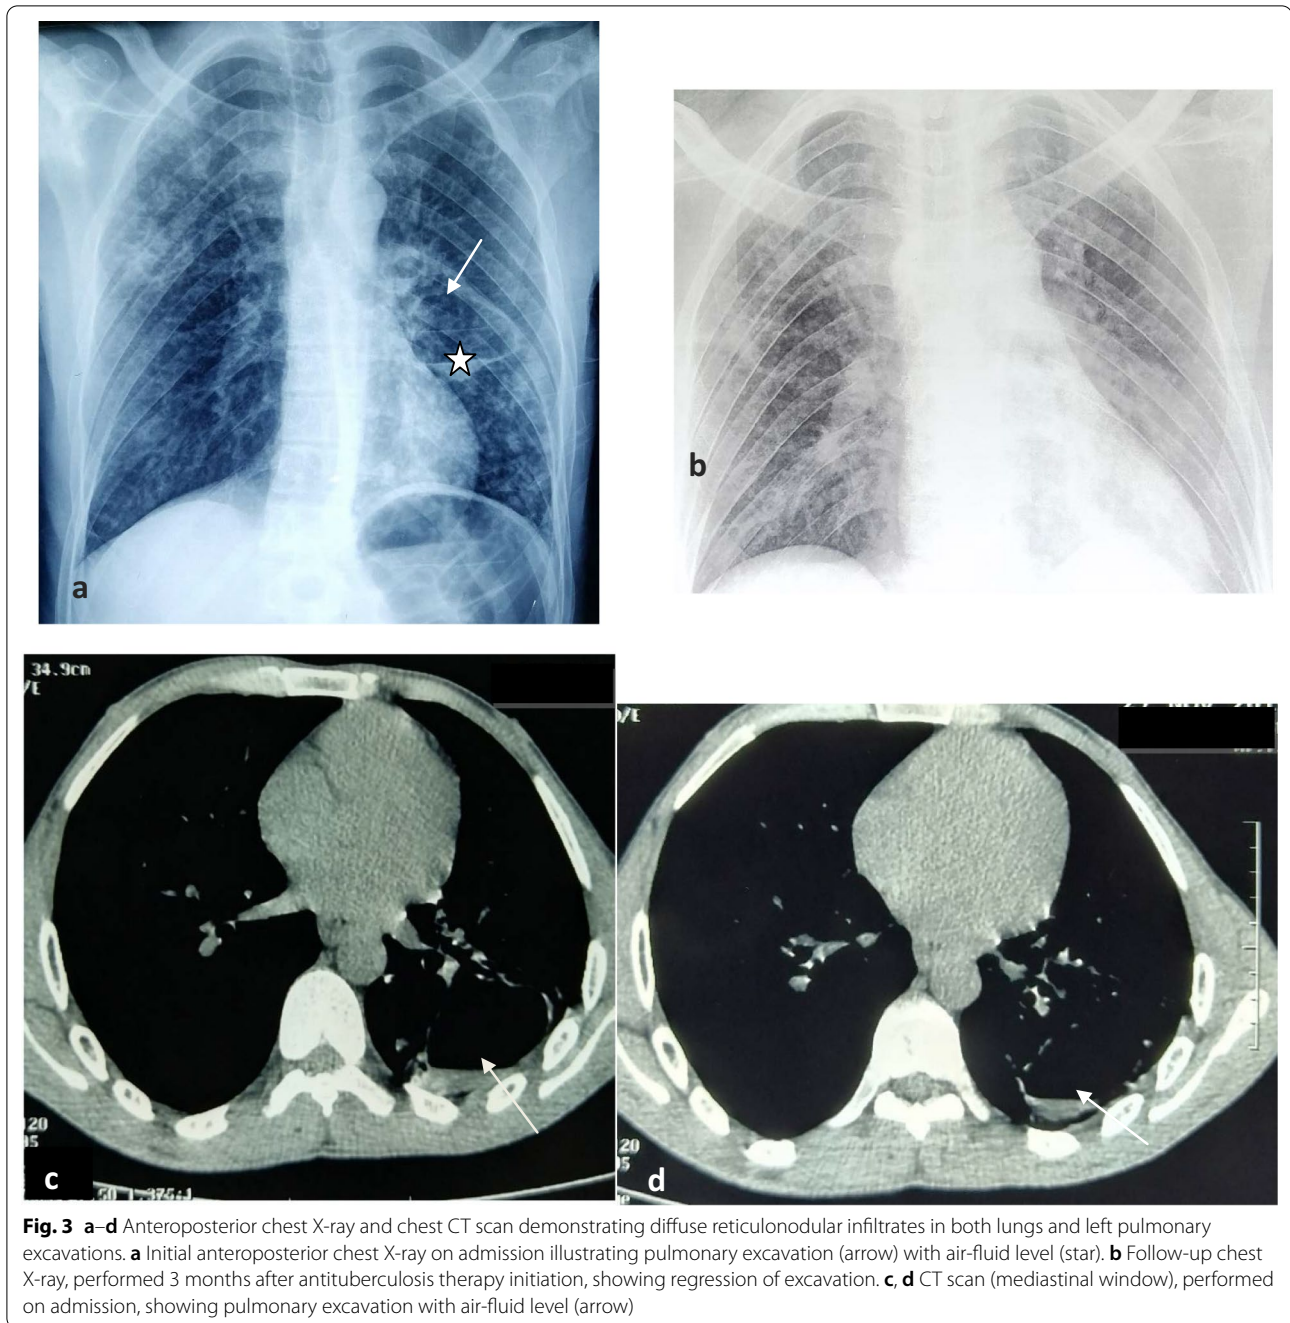 a
b
34.9cm
/E
20
c
/E
20
d
Fig. 3 a–d Anteroposterior chest X-ray and chest CT scan demonstrating diffuse reticulonodular infiltrates in both lungs and left pulmonary
excavations. a Initial anteroposterior chest X-ray on admission illustrating pulmonary excavation (arrow) with air-fluid level (star). b Follow-up chest
X-ray, performed 3 months after antituberculosis therapy initiation, showing regression of excavation. c, d CT scan (mediastinal window), performed
on admission, showing pulmonary excavation with air-fluid level (arrow)